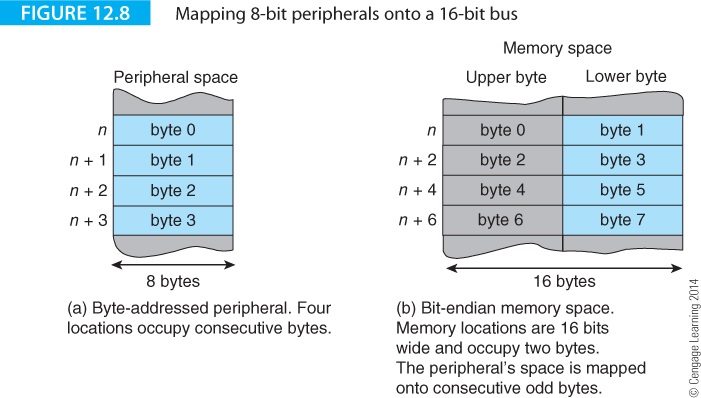 FIGURE 12.8
Mapping 8-bit peripherals onto a 16-bit bus
Peripheral space
n
byte 0
n + 1
byte 1
n + 2
byte 2
n + 3
byte 3
8 bytes
(a) Byte-addressed peripheral. Four
locations occupy consecutive bytes.
Memory space
Upper byte
Lower byte
n
byte 0
byte 1
n + 2
byte 2
byte 3
n + 4
byte 4
byte 5
n + 6
byte 6
byte 7
16 bytes
(b) Bit-endian memory space.
Memory locations are 16 bits
wide and occupy two bytes.
The peripheral's space is mapped
onto consecutive odd bytes.
© Cengage Learning 2014